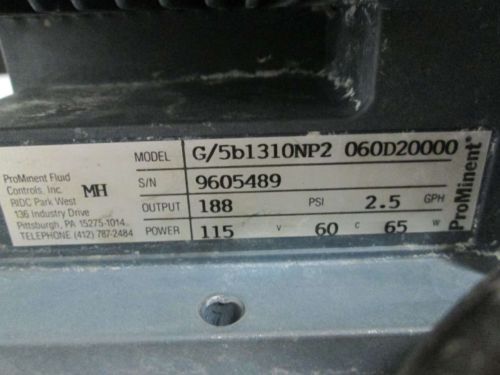 ProMinent Fluid
Controls, Inc.
RIDC Park West
136 Industry Drive
Pittsburgh, PA 15275-1014
TELEPHONE (412) 787-2484
MH
MODEL G/5b1310NP2 060D20000
S/N 9605489
OUTPUT 188 PSI 2.5 GPH
POWER 115 V 60 C 65 W
ProMinent®